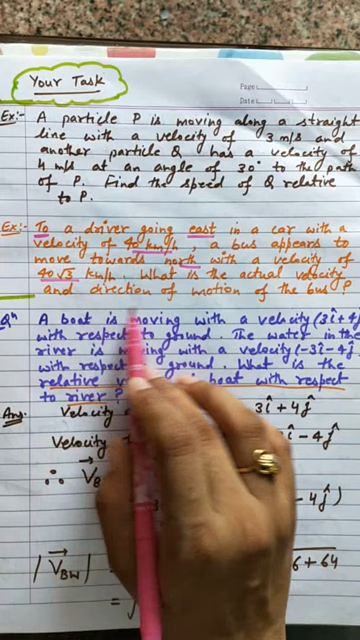 Your Task
Page:
Date:
Ex:- A particle P is moving along a straight
line with a velocity of 3 m/s and
another particle Q has a velocity of
4 m/s at an angle of 30° to the path
of P. Find the speed of Q relative
to P.
Ex:- To a driver going east in a car with a
velocity of 40 km/h, a bus appears to
move towards north with a velocity of
40√3 km/h. What is the actual velocity
and direction of motion of the bus?
Qn A boat is moving with a velocity (3î+4
with respect to ground. The water in the
river is moving with a velocity (-3î-4ĵ
with respect ground. What is the
relative boat with respect
to river?
Ans. Velocity 3î+4ĵ
Velocity î-4ĵ
∴ - 4ĵ)
|V BW| = 6+64
= √